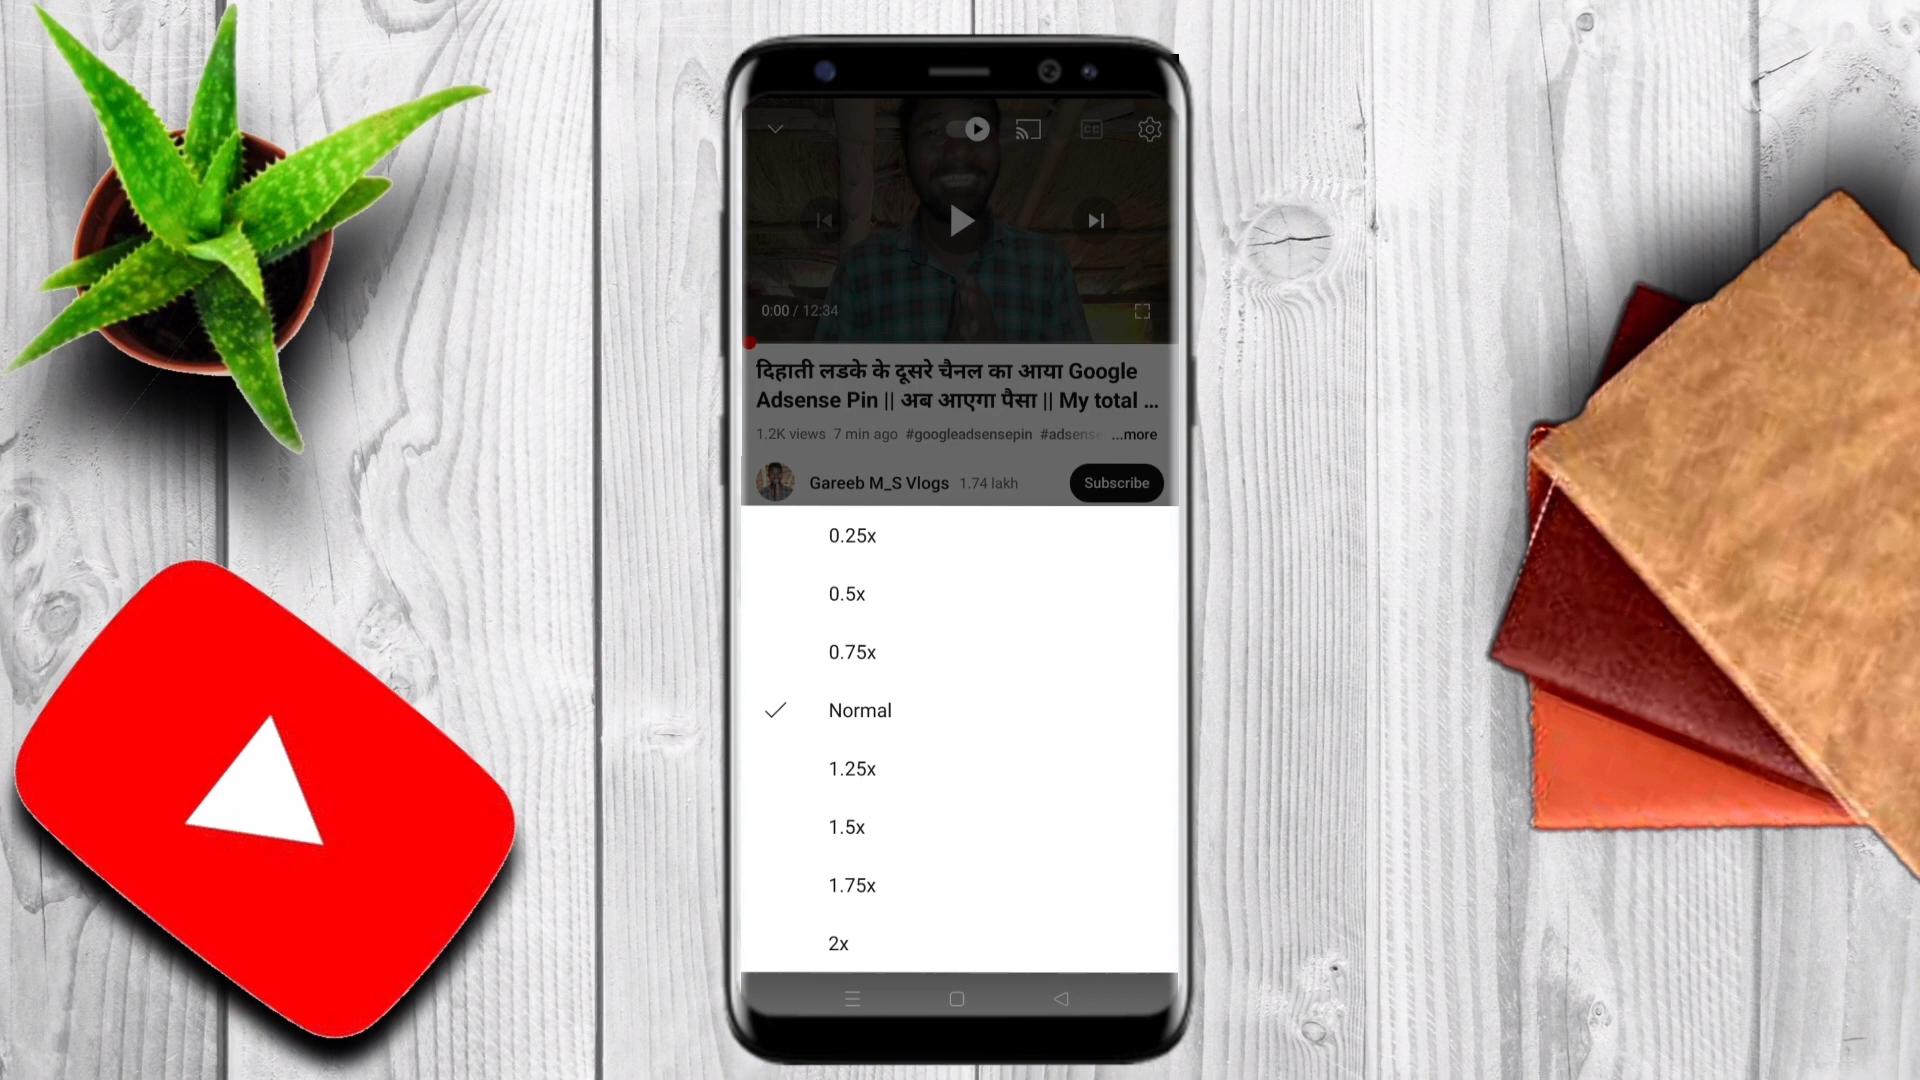 CC
0:00 / 12:34
दिहाती लडके के दूसरे चैनल का आया Google
Adsense Pin || अब आएगा पैसा || My total ...
1.2K views 7 min ago #googleadsensepin #adsense ...more
Gareeb M_S Vlogs 1.74 lakh Subscribe
0.25x
0.5x
0.75x
Normal
1.25x
1.5x
1.75x
2x